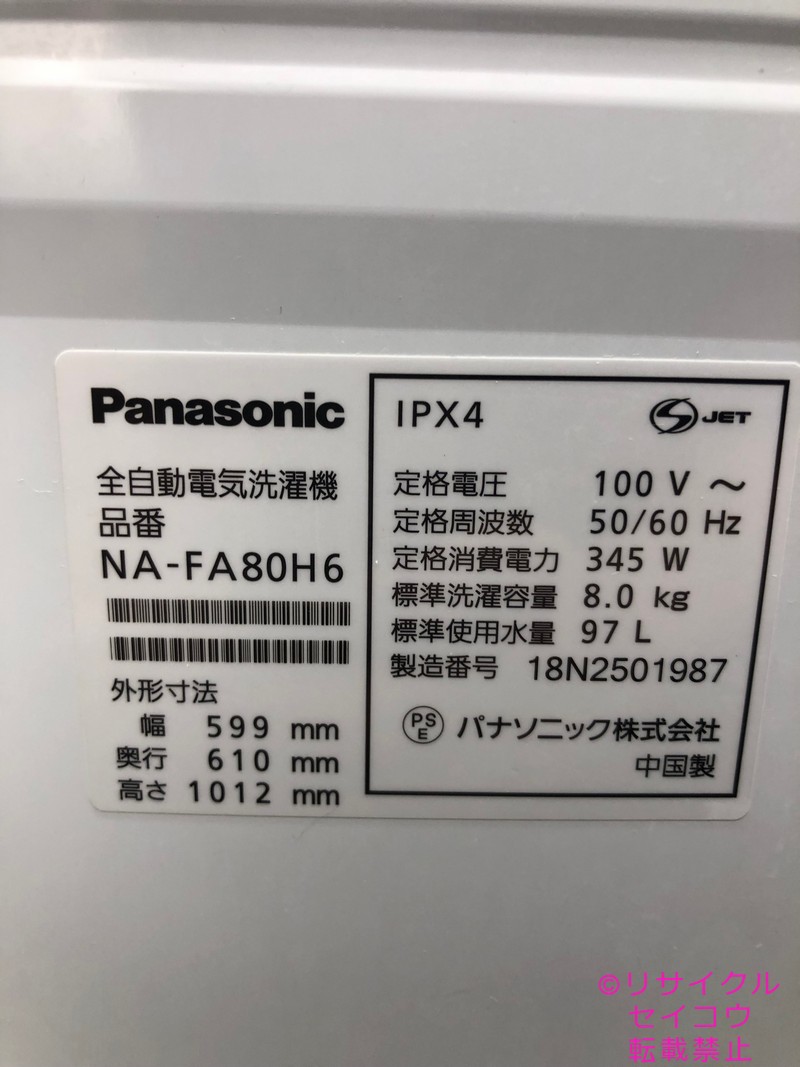 Panasonic
全自動電気洗濯機
品番
NA-FA80H6
外形寸法
幅 599 mm
奥行 610 mm
高さ 1012 mm
IPX4
S JET
定格電圧 100 V ～
定格周波数 50/60 Hz
定格消費電力 345 W
標準洗濯容量 8.0 kg
標準使用水量 97 L
製造番号 18N2501987
PSE パナソニック株式会社
中国製
©リサイクル
セイコウ
転載禁止